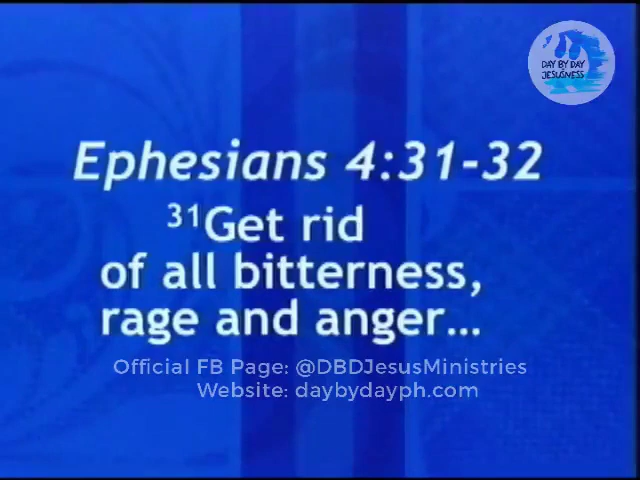 DAY BY DAY
JESUSNESS
Ephesians 4:31-32
31Get rid
of all bitterness,
rage and anger...
Official FB Page: @DBDJesusMinistries
Website: daybydayph.com